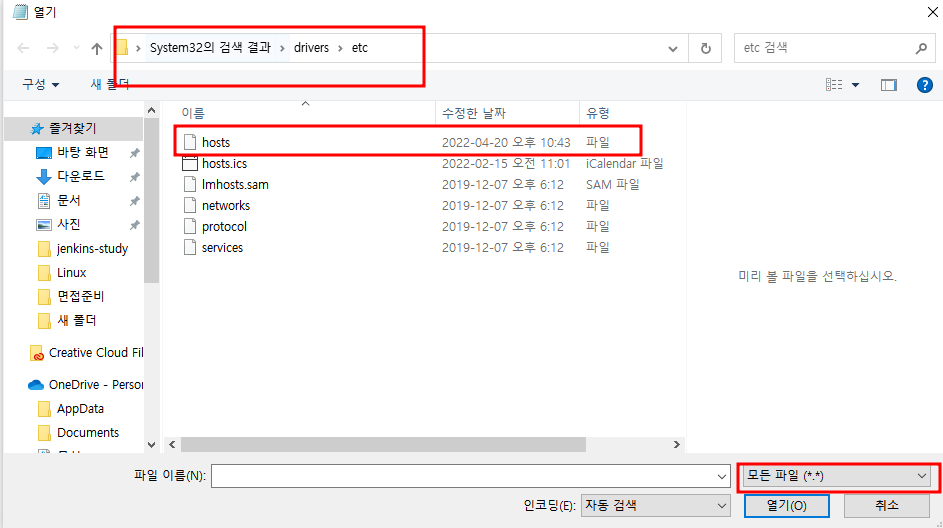 열기
System32의 검색 결과 > drivers > etc
etc 검색
구성 새 폴더
이름 수정한 날짜 유형
즐겨찾기
바탕 화면
다운로드
문서
사진
jenkins-study
Linux
면접준비
새 폴더
Creative Cloud Fil
OneDrive - Person
AppData
Documents
hosts 2022-04-20 오후 10:43 파일
hosts.ics 2022-02-15 오전 11:01 iCalendar 파일
lmhosts.sam 2019-12-07 오후 6:12 SAM 파일
networks 2019-12-07 오후 6:12 파일
protocol 2019-12-07 오후 6:12 파일
services 2019-12-07 오후 6:12 파일
미리 볼 파일을 선택하십시오.
파일 이름(N): 모든 파일 (*.*)
인코딩(E): 자동 검색 열기(O) 취소